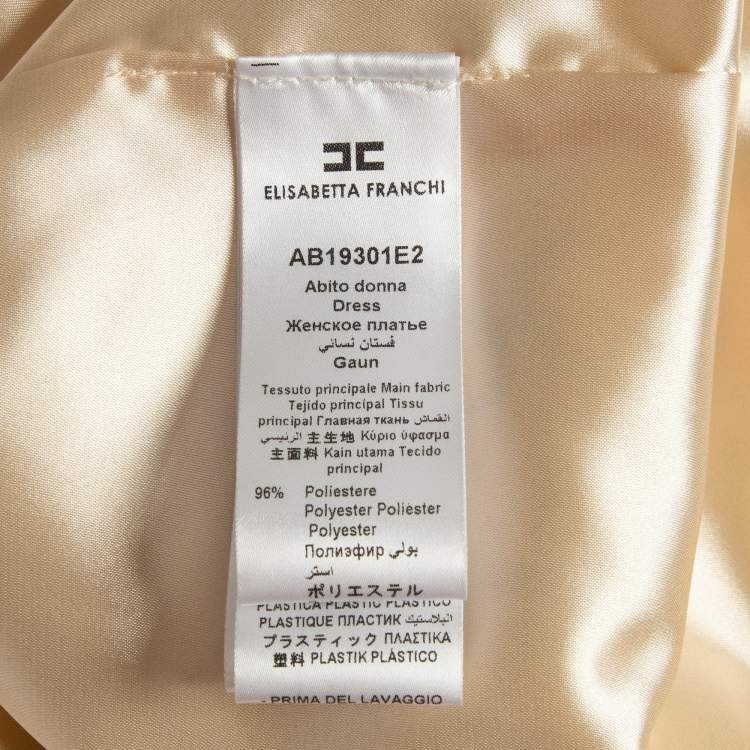 ELISABETTA FRANCHI
AB19301E2
Abito donna
Dress
Женское платье
فستان نسائي
Gaun
Tessuto principale Main fabric
Tejido principal Tissu
principal Главная ткань القماش
الرئيسي 主生地 Κύριο ύφασμα
主面料 Kain utama Tecido
principal
96% Poliestere
Polyester Polièster
Polyester
Полиэфир بولي
استر
ポリエステル
PLASTICA PLASTIC PLÁSTICO
PLASTIQUE ПЛАСТИК البلاستيك
プラスティック ΠΛΑΣΤΙΚΑ
塑料 PLASTIK PLÀSTICO
- PRIMA DEL LAVAGGIO